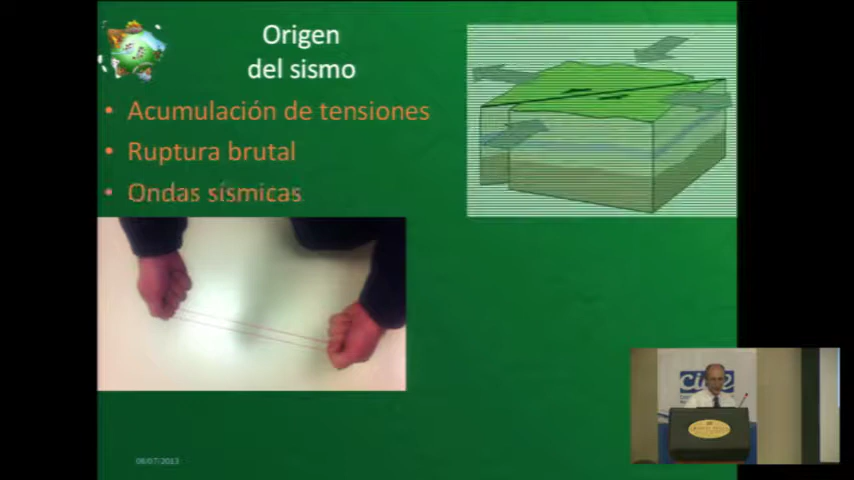 Origen
del sismo
• Acumulación de tensiones
• Ruptura brutal
• Ondas sísmicas
08/07/2013